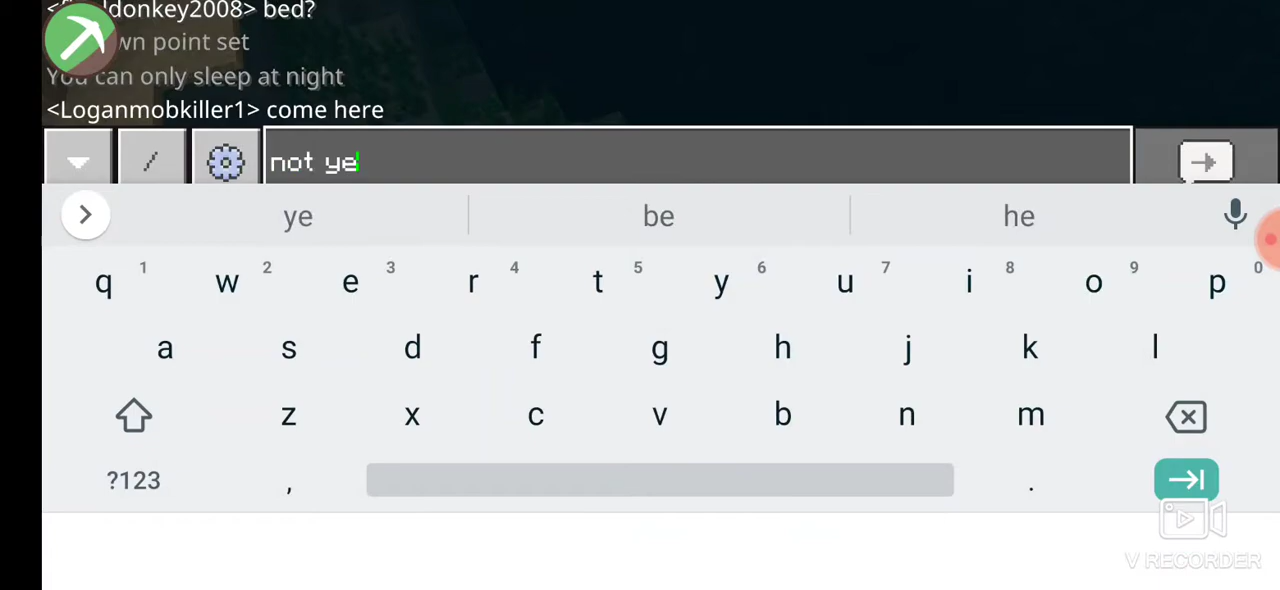 donkey2008> bed?
wn point set
You can only sleep at night
<Loganmobkiller1> come here
/ not ye
ye be he
1 2 3 4 5 6 7 8 9 0
q w e r t y u i o p
a s d f g h j k l
z x c v b n m
?123 , .
V RECORDER